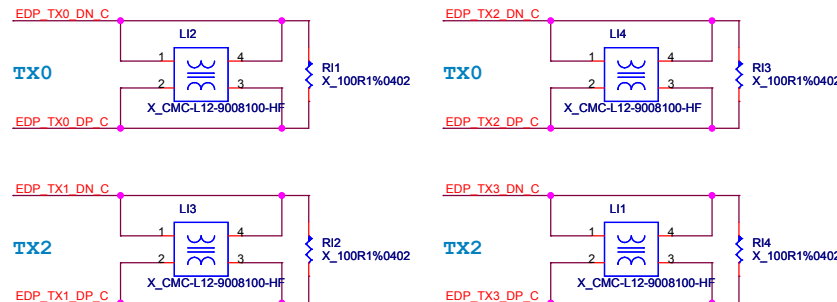 EDP_TX0_DN_C
LI2
1
4
TX0
RI1
X_100R1%0402
2
3
X_CMC-L12-9008100-HF
EDP_TX0_DP_C
EDP_TX2_DN_C
LI4
1
4
TX0
RI3
X_100R1%0402
2
3
X_CMC-L12-9008100-HF
EDP_TX2_DP_C
EDP_TX1_DN_C
LI3
1
4
TX2
RI2
X_100R1%0402
2
3
X_CMC-L12-9008100-HF
EDP_TX1_DP_C
EDP_TX3_DN_C
LI1
1
4
TX2
RI4
X_100R1%0402
2
3
X_CMC-L12-9008100-HF
EDP_TX3_DP_C